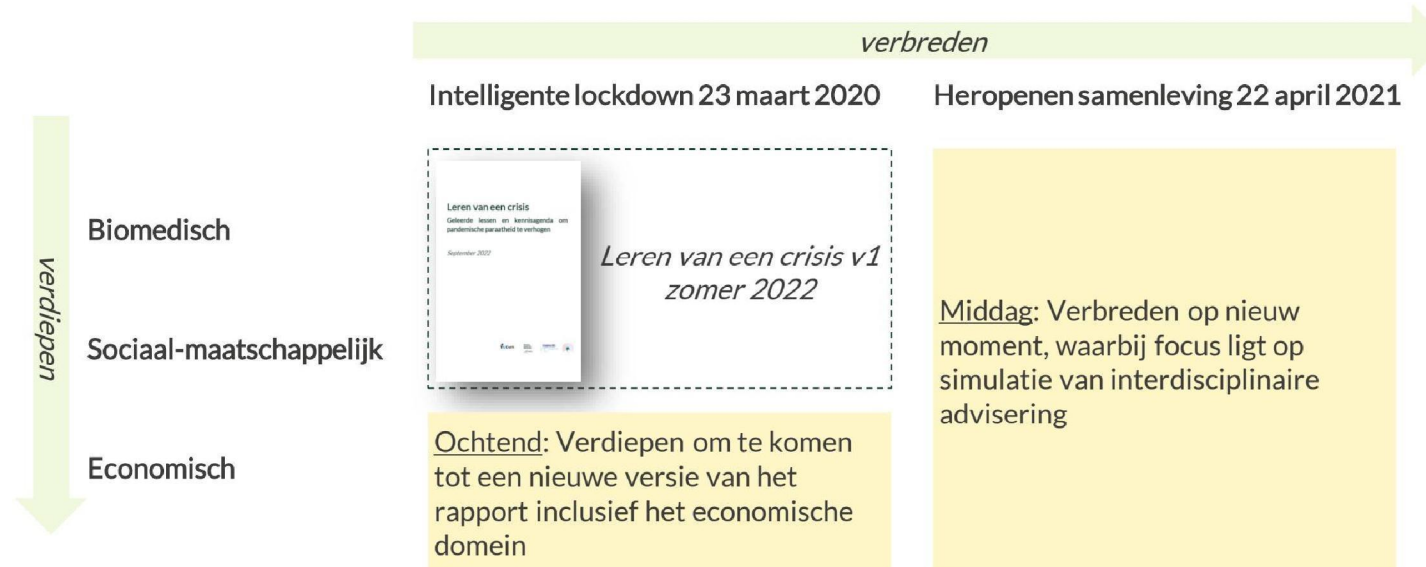 verbreden
Intelligente lockdown 23 maart 2020
Heropenen samenleving 22 april 2021
verdiepen
Biomedisch
Sociaal-maatschappelijk
Economisch
Leren van een crisis
Geleerde lessen en kennisagenda om
pandemische paraatheid te verhogen
September 2022
Leren van een crisis v1
zomer 2022
Ochtend: Verdiepen om te komen
tot een nieuwe versie van het
rapport inclusief het economische
domein
Middag: Verbreden op nieuw
moment, waarbij focus ligt op
simulatie van interdisciplinaire
advisering